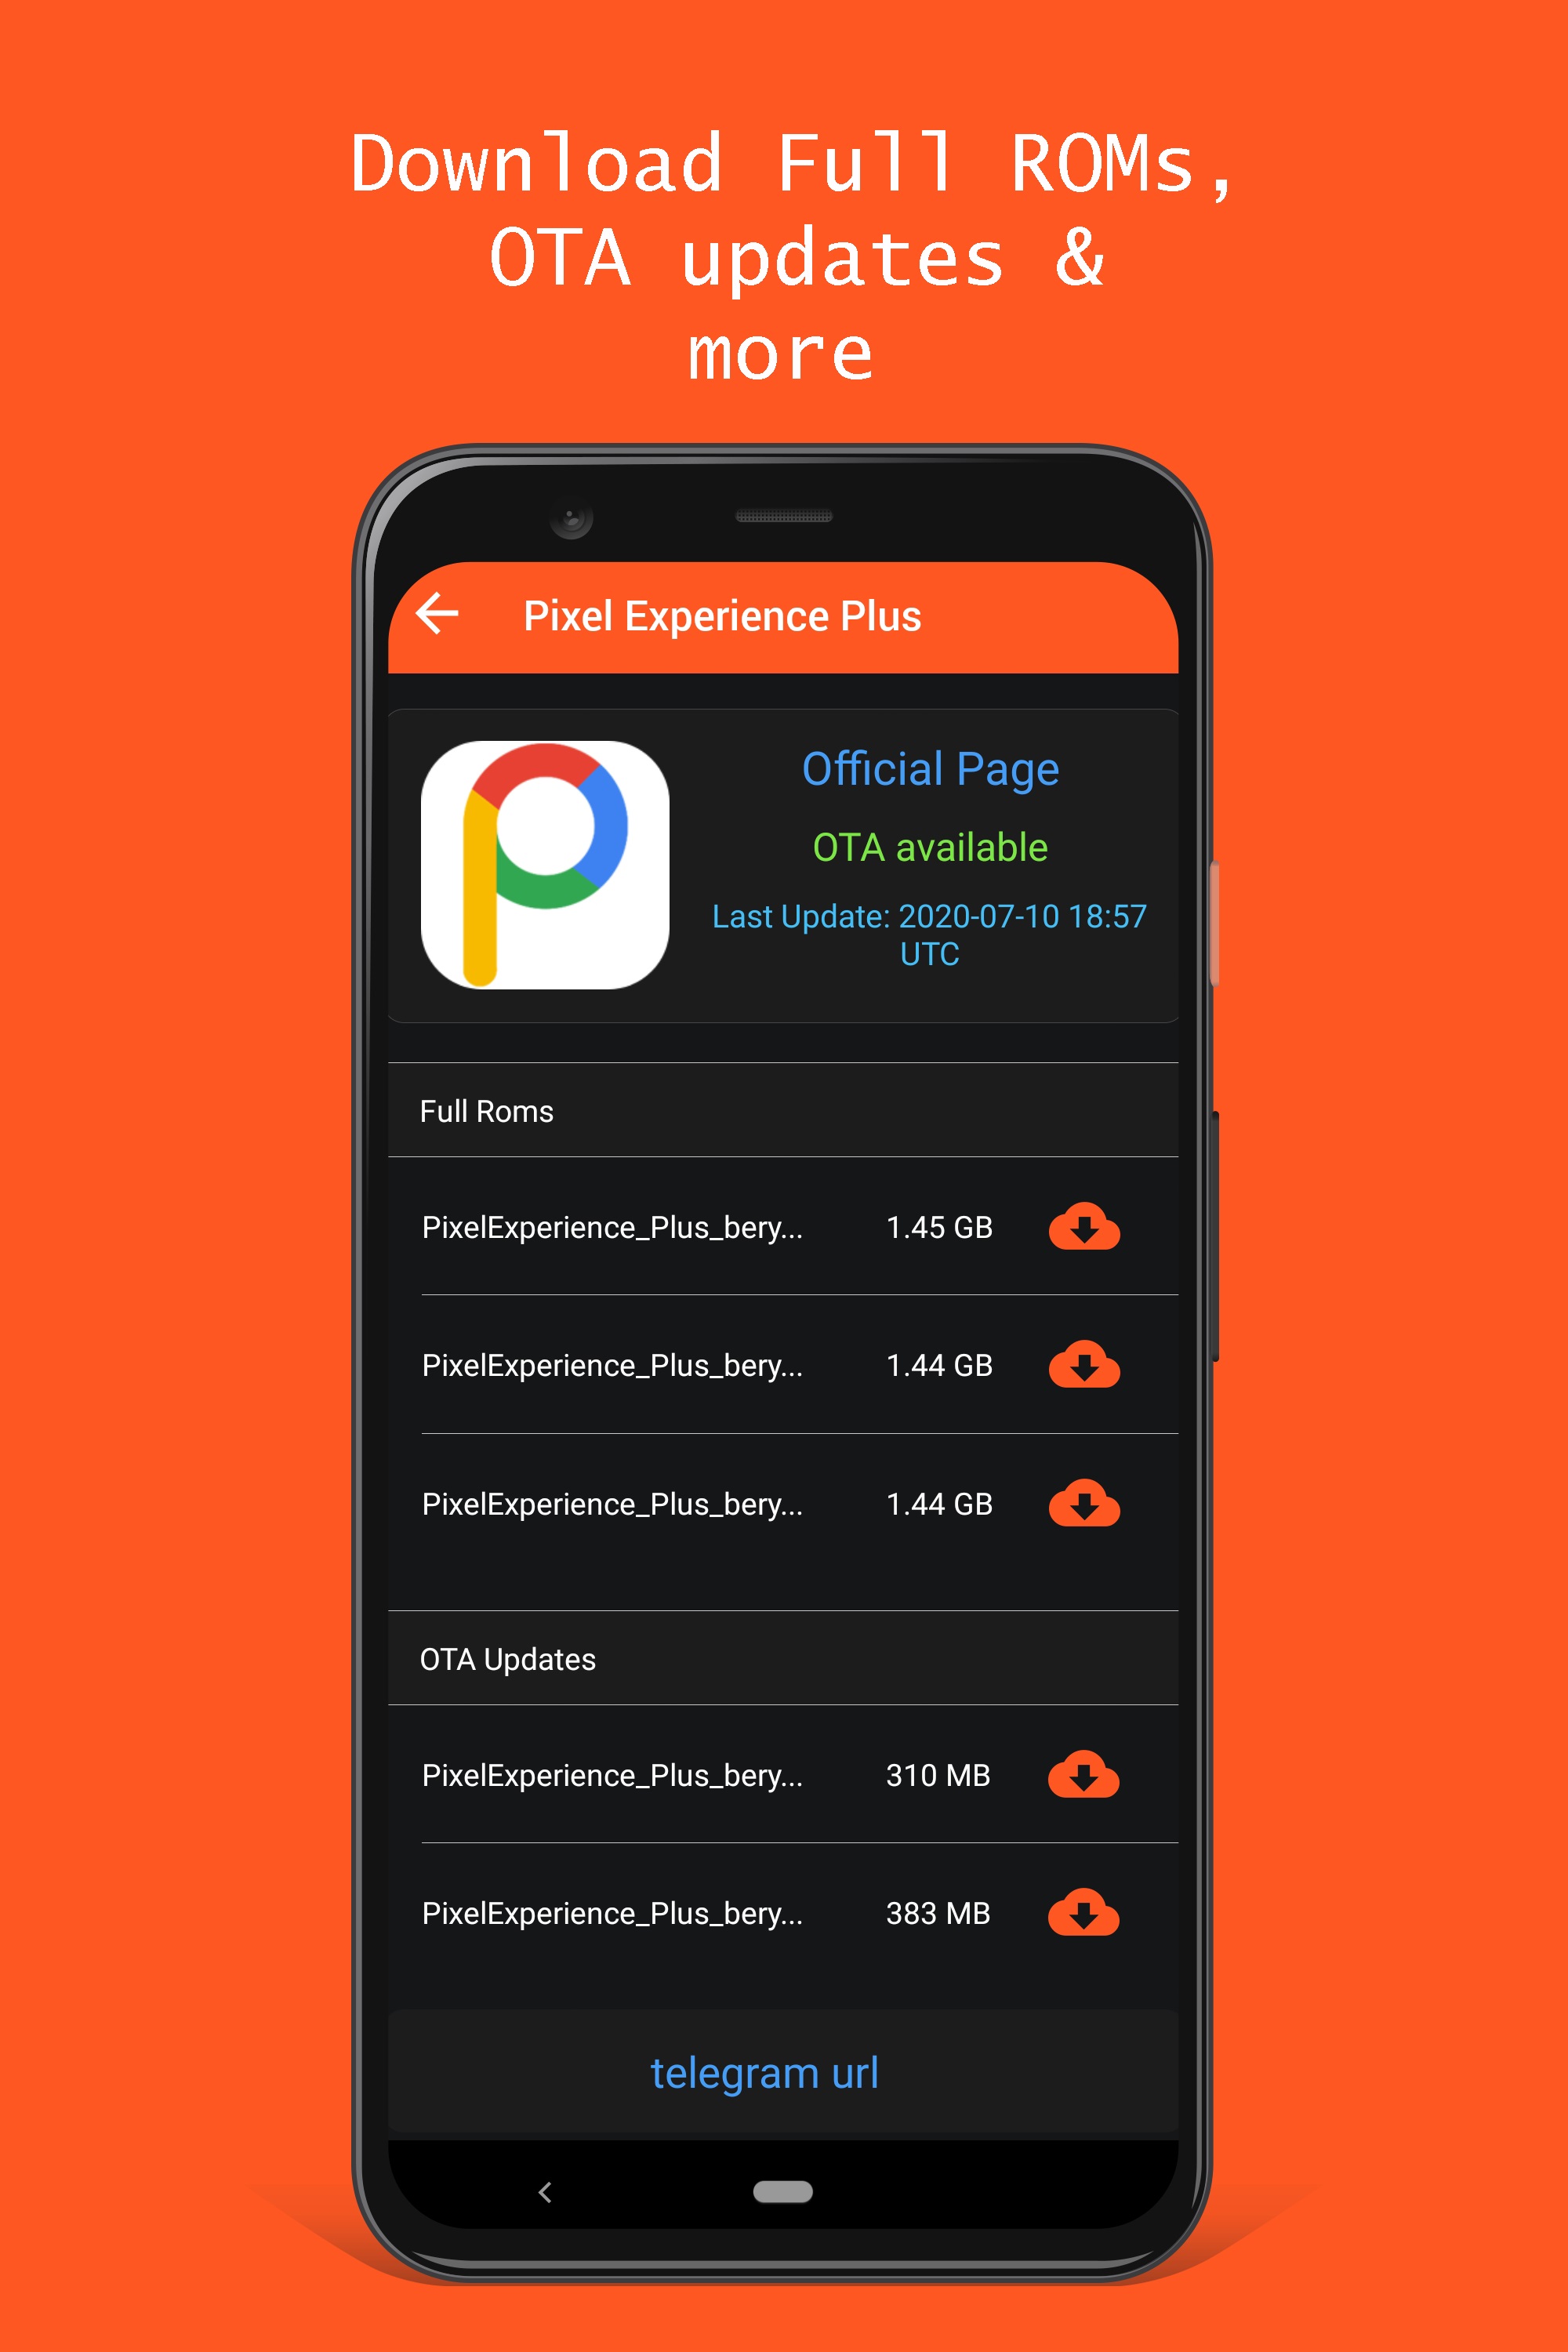 Download Full ROMs,
OTA updates &
more
Pixel Experience Plus
Official Page
OTA available
Last Update: 2020-07-10 18:57
UTC
Full Roms
PixelExperience_Plus_bery... 1.45 GB
PixelExperience_Plus_bery... 1.44 GB
PixelExperience_Plus_bery... 1.44 GB
OTA Updates
PixelExperience_Plus_bery... 310 MB
PixelExperience_Plus_bery... 383 MB
telegram url